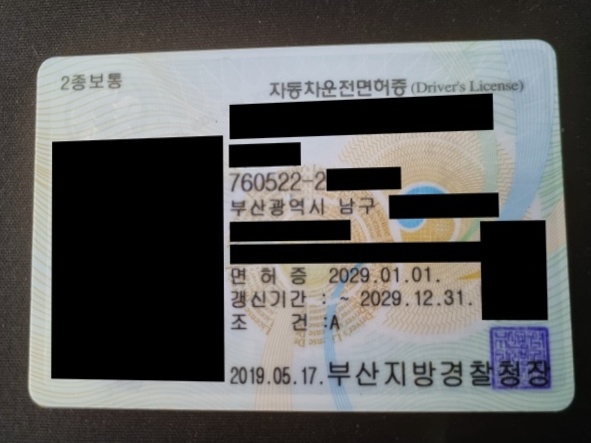 2종보통
자동차운전면허증 (Driver's License)
760522-2
부산광역시 남구
면 허 증 2029.01.01.
갱신기간 : ~ 2029.12.31.
조 건 :A
2019.05.17. 부산지방경찰청장